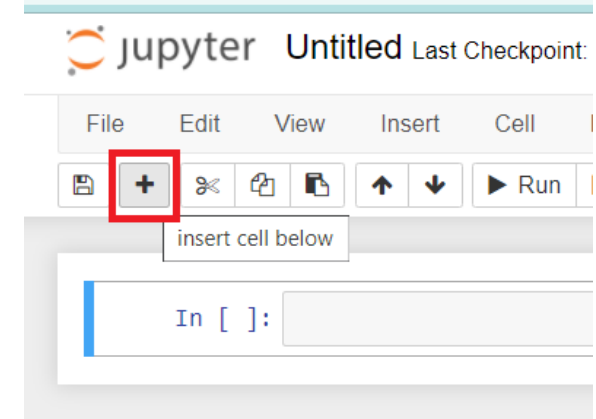 jupyter Untitled Last Checkpoint:
File Edit View Insert Cell
Run
insert cell below
In [ ]: